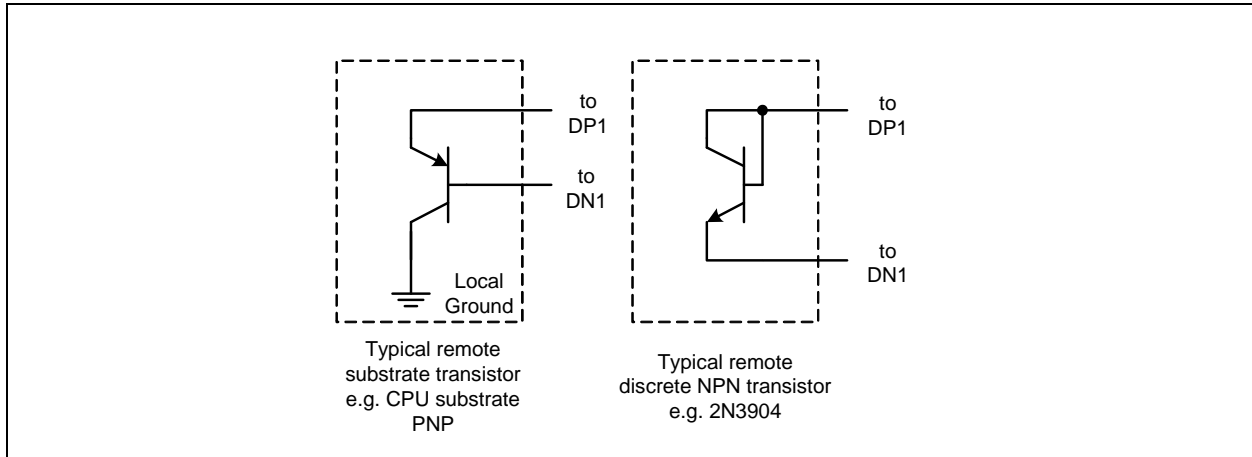 to
DP1
to
DN1
Local
Ground
Typical remote
substrate transistor
e.g. CPU substrate
PNP
to
DP1
to
DN1
Typical remote
discrete NPN transistor
e.g. 2N3904